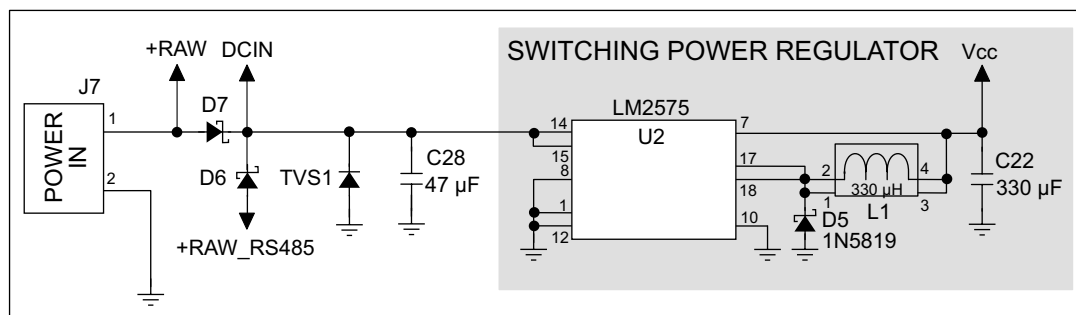 SWITCHING POWER REGULATOR
+RAW
DCIN
Vcc
J7
POWER
IN
1
2
D7
D6
+RAW_RS485
TVS1
C28
47 µF
LM2575
U2
14
15
8
1
12
7
17
18
10
2
1
330 µH
L1
4
3
D5
1N5819
C22
330 µF